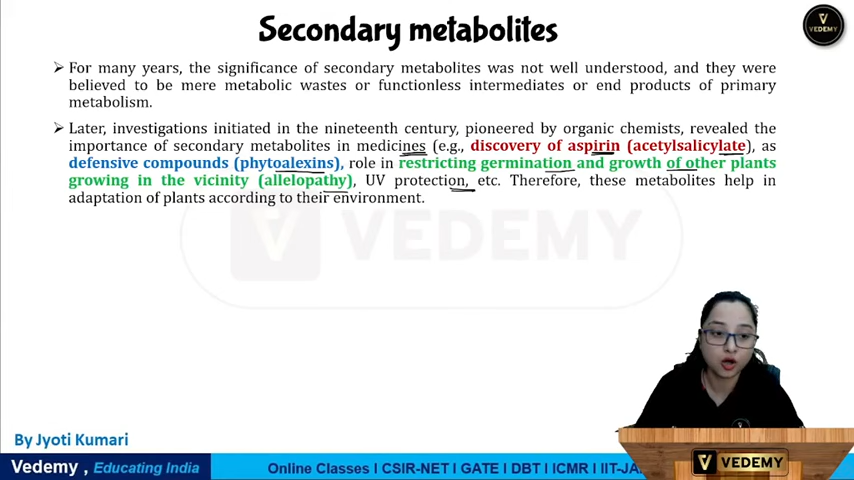 Secondary metabolites
VEDEMY
➢ For many years, the significance of secondary metabolites was not well understood, and they were
believed to be mere metabolic wastes or functionless intermediates or end products of primary
metabolism.
➢ Later, investigations initiated in the nineteenth century, pioneered by organic chemists, revealed the
importance of secondary metabolites in medicines (e.g., discovery of aspirin (acetylsalicylate), as
defensive compounds (phytoalexins), role in restricting germination and growth of other plants
growing in the vicinity (allelopathy), UV protection, etc. Therefore, these metabolites help in
adaptation of plants according to their environment.
VEDEMY
By Jyoti Kumari
Vedemy , Educating India
Online Classes I CSIR-NET I GATE I DBT I ICMR I IIT-JA
VEDEMY